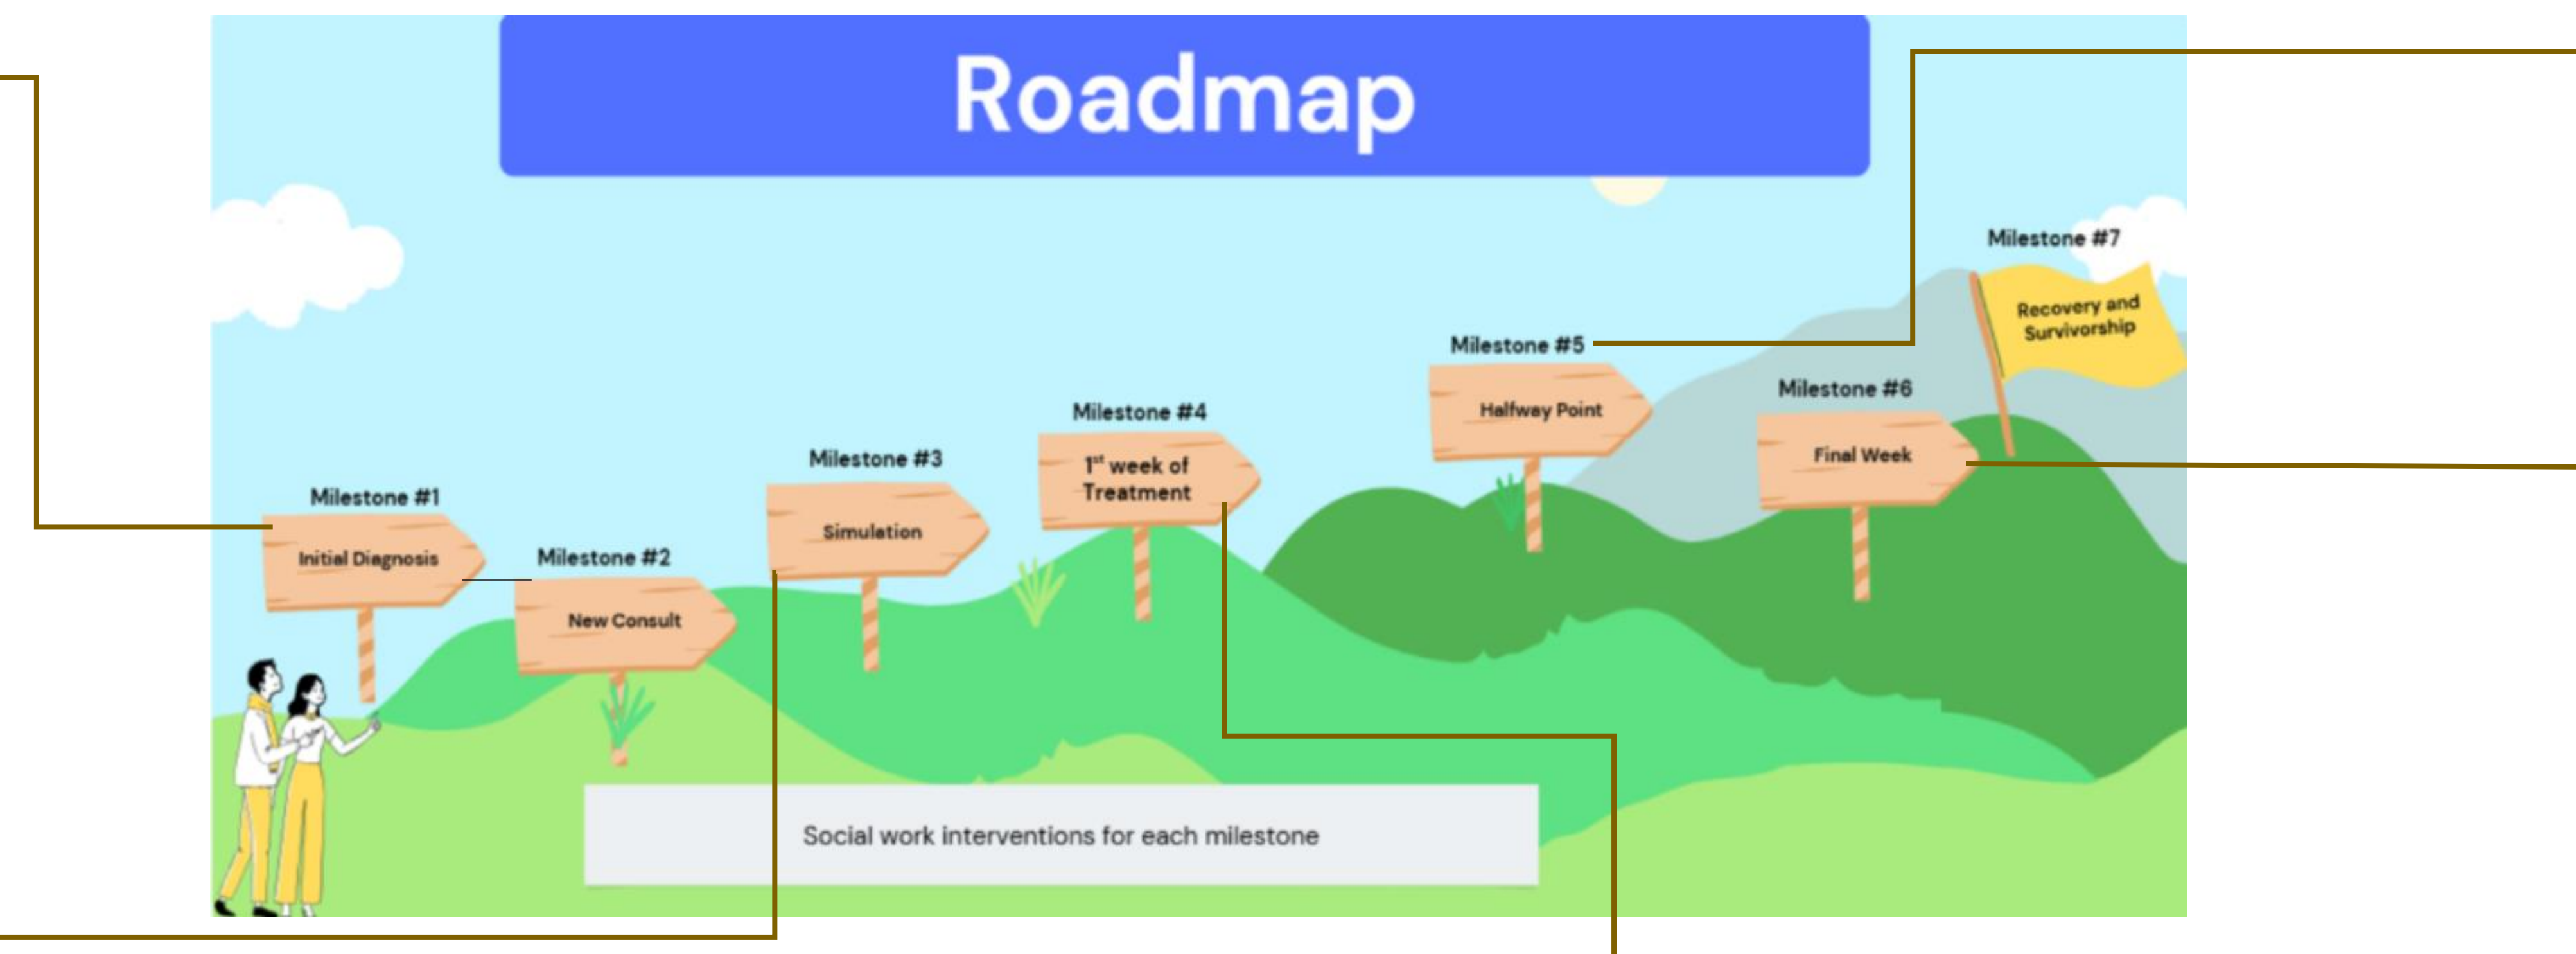 Roadmap
Milestone #1
Initial Diagnosis
Milestone #2
New Consult
Milestone #3
Simulation
Milestone #4
1st week of
Treatment
Milestone #5
Halfway Point
Milestone #6
Final Week
Milestone #7
Recovery and
Survivorship
Social work interventions for each milestone